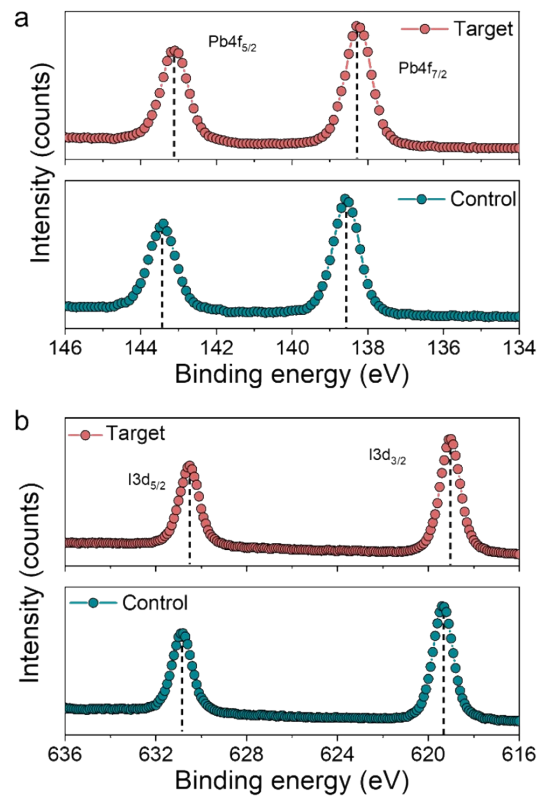 a
Target
Pb4f5/2
Pb4f7/2
Control
Intensity (counts)
146 144 142 140 138 136 134
Binding energy (eV)
b
Target
I3d5/2
I3d3/2
Control
Intensity (counts)
636 632 628 624 620 616
Binding energy (eV)